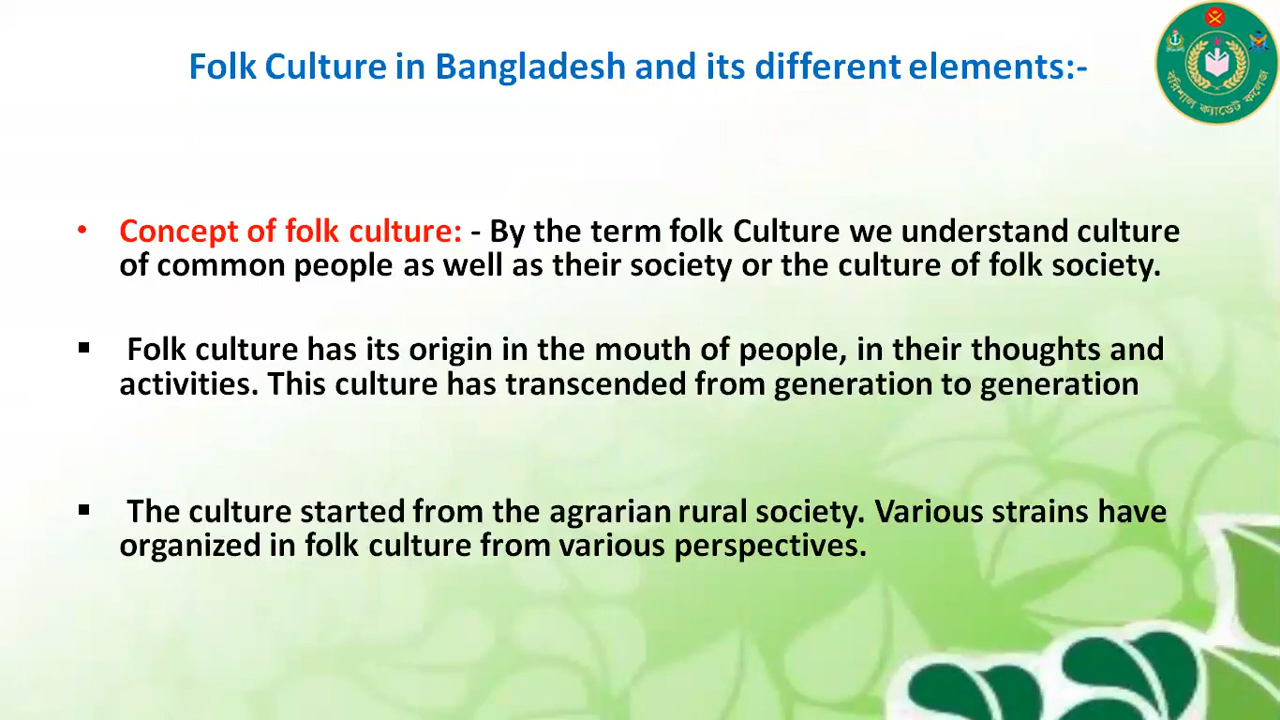 Folk Culture in Bangladesh and its different elements:-
বরিশাল ক্যাডেট কলেজ
• Concept of folk culture: - By the term folk Culture we understand culture
of common people as well as their society or the culture of folk society.
▪ Folk culture has its origin in the mouth of people, in their thoughts and
activities. This culture has transcended from generation to generation
▪ The culture started from the agrarian rural society. Various strains have
organized in folk culture from various perspectives.